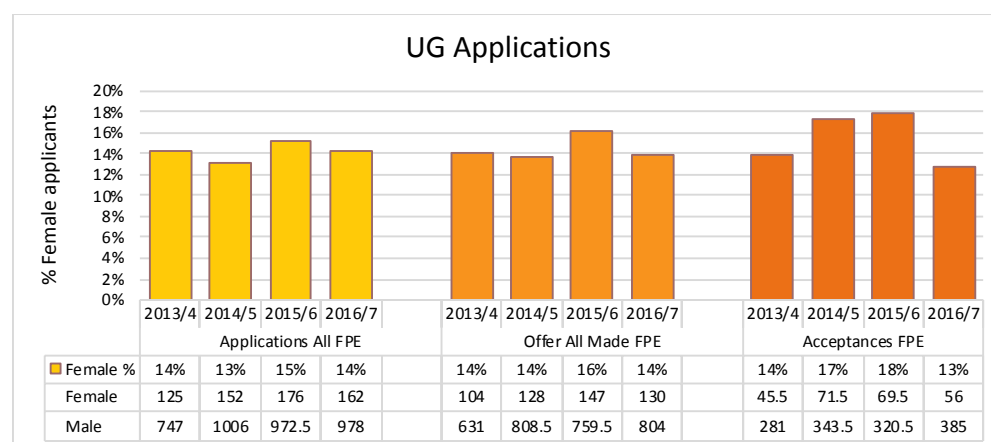 UG Applications
% Female applicants
20%
18%
16%
14%
12%
10%
8%
6%
4%
2%
0%
2013/4 2014/5 2015/6 2016/7 2013/4 2014/5 2015/6 2016/7 2013/4 2014/5 2015/6 2016/7
Applications All FPE Offer All Made FPE Acceptances FPE
Female % 14% 13% 15% 14% 14% 14% 16% 14% 14% 17% 18% 13%
Female 125 152 176 162 104 128 147 130 45.5 71.5 69.5 56
Male 747 1006 972.5 978 631 808.5 759.5 804 281 343.5 320.5 385